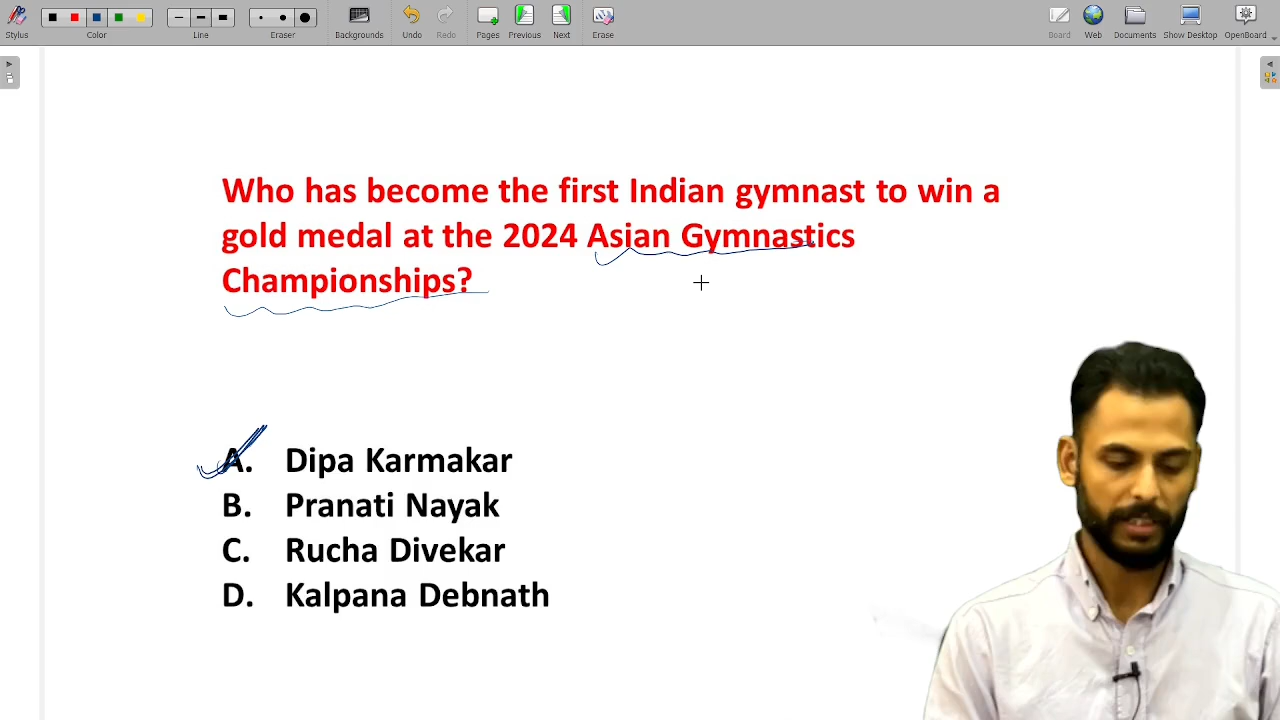 Stylus
Color
Line
Eraser
Backgrounds
Undo
Redo
Pages
Previous
Next
Erase
Board
Web
Documents
Show Desktop
OpenBoard
Who has become the first Indian gymnast to win a
gold medal at the 2024 Asian Gymnastics
Championships?
A. Dipa Karmakar
B. Pranati Nayak
C. Rucha Divekar
D. Kalpana Debnath